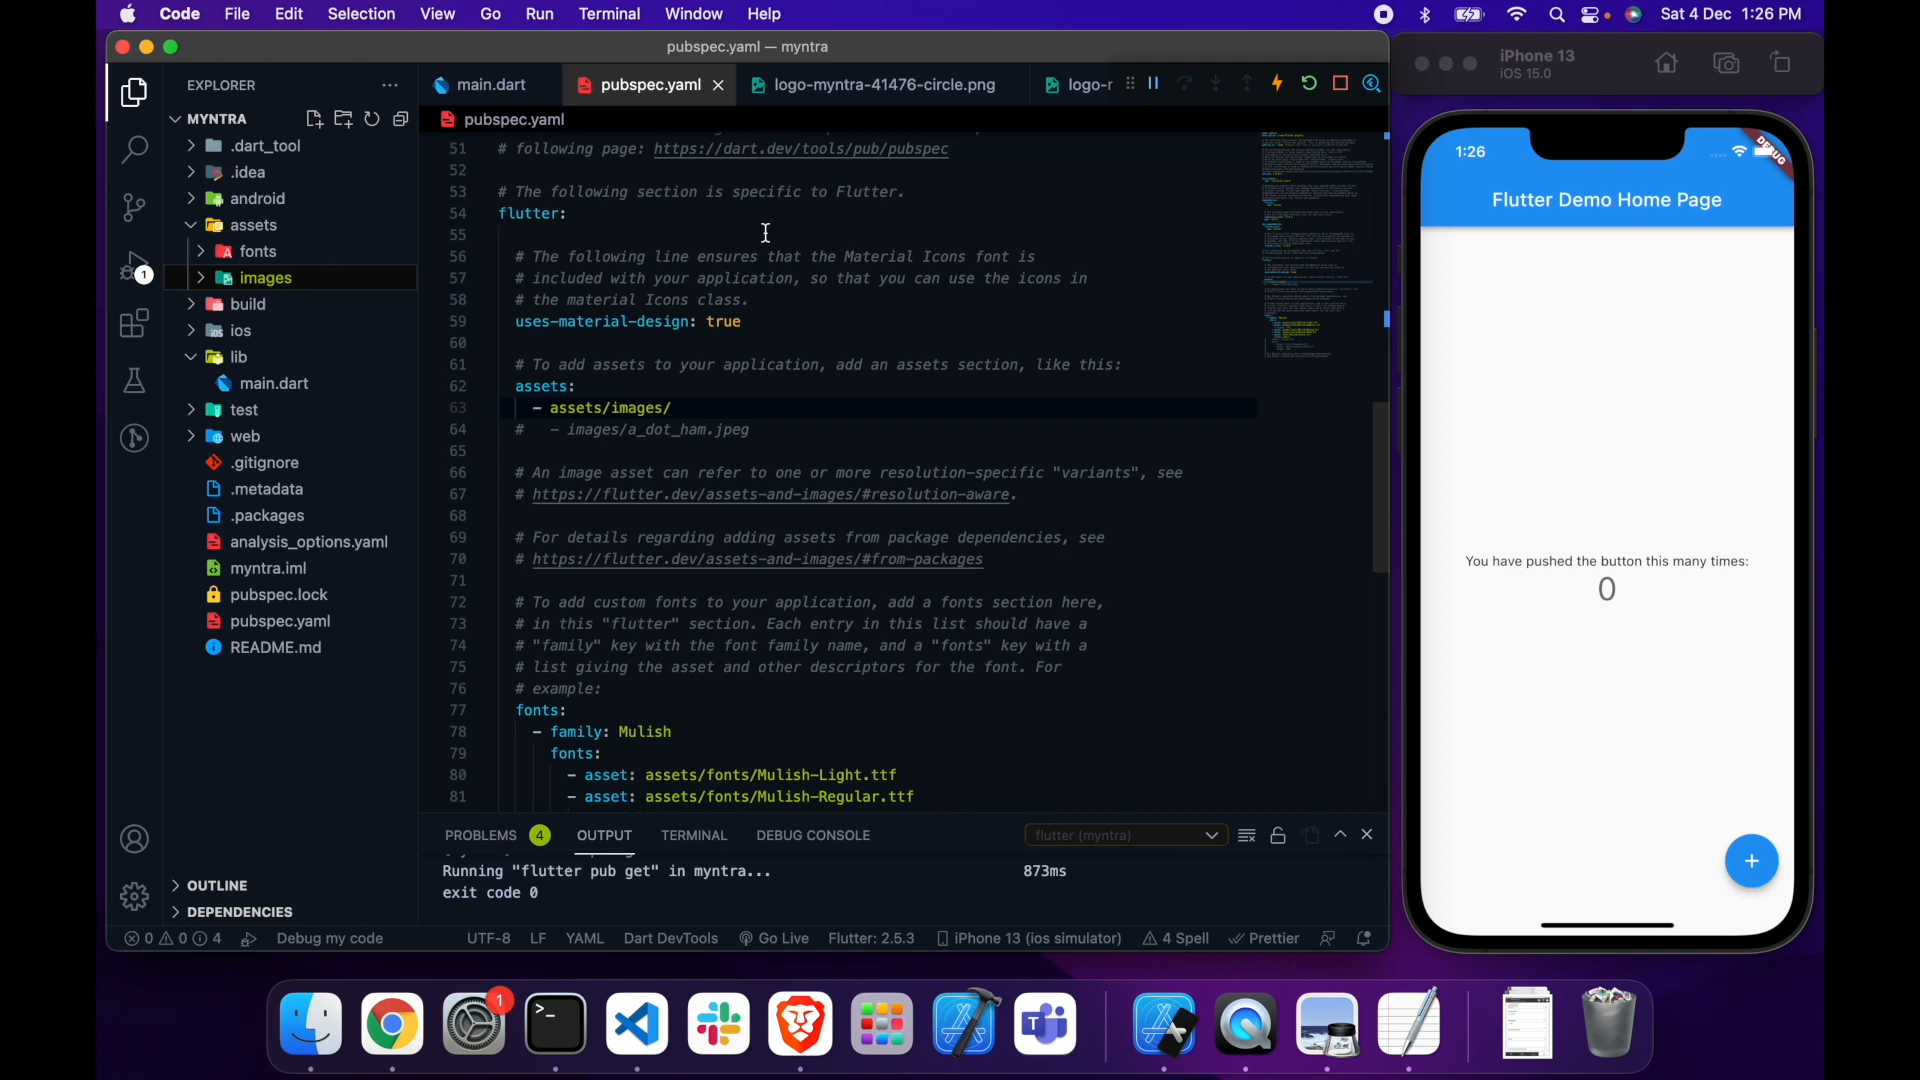 Code File Edit Selection View Go Run Terminal Window Help
Sat 4 Dec 1:26 PM
pubspec.yaml — myntra
EXPLORER
main.dart
pubspec.yaml
logo-myntra-41476-circle.png
logo-r
MYNTRA
pubspec.yaml
.dart_tool
.idea
android
assets
fonts
images
build
ios
lib
main.dart
test
web
.gitignore
.metadata
.packages
analysis_options.yaml
myntra.iml
pubspec.lock
pubspec.yaml
README.md
OUTLINE
DEPENDENCIES
1
51 # following page: https://dart.dev/tools/pub/pubspec
52
53 # The following section is specific to Flutter.
54 flutter:
55
56 # The following line ensures that the Material Icons font is
57 # included with your application, so that you can use the icons in
58 # the material Icons class.
59 uses-material-design: true
60
61 # To add assets to your application, add an assets section, like this:
62 assets:
63 - assets/images/
64 # - images/a_dot_ham.jpeg
65
66 # An image asset can refer to one or more resolution-specific "variants", see
67 # https://flutter.dev/assets-and-images/#resolution-aware.
68
69 # For details regarding adding assets from package dependencies, see
70 # https://flutter.dev/assets-and-images/#from-packages
71
72 # To add custom fonts to your application, add a fonts section here,
73 # in this "flutter" section. Each entry in this list should have a
74 # "family" key with the font family name, and a "fonts" key with a
75 # list giving the asset and other descriptors for the font. For
76 # example:
77 fonts:
78 - family: Mulish
79 fonts:
80 - asset: assets/fonts/Mulish-Light.ttf
81 - asset: assets/fonts/Mulish-Regular.ttf
PROBLEMS 4 OUTPUT TERMINAL DEBUG CONSOLE
flutter (myntra)
Running "flutter pub get" in myntra... 873ms
exit code 0
0 0 4 Debug my code UTF-8 LF YAML Dart DevTools Go Live Flutter: 2.5.3 iPhone 13 (ios simulator) 4 Spell Prettier
iPhone 13
iOS 15.0
1:26
DEBUG
Flutter Demo Home Page
You have pushed the button this many times:
0
+
1